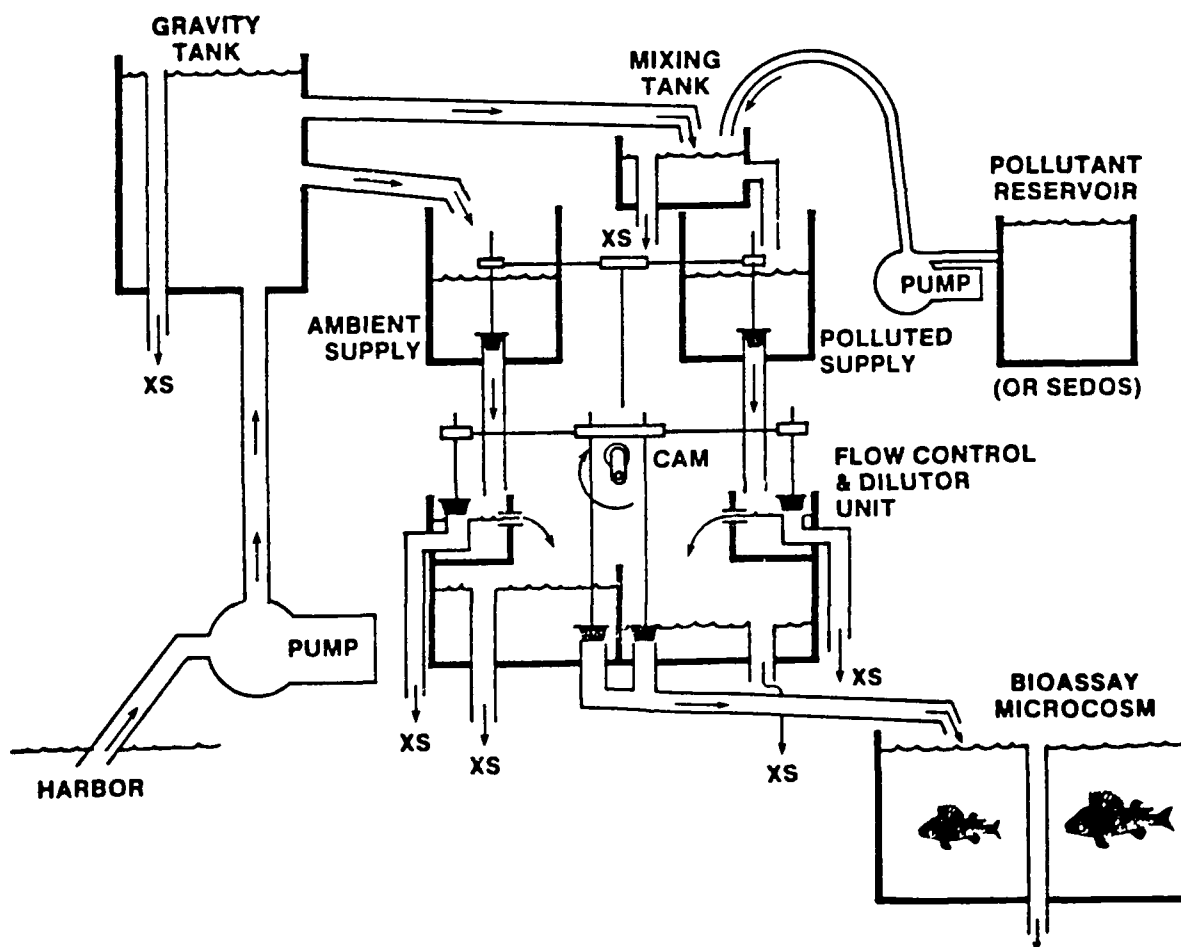 GRAVITY
TANK
MIXING
TANK
POLLUTANT
RESERVOIR
XS
PUMP
AMBIENT
SUPPLY
POLLUTED
SUPPLY
(OR SEDOS)
XS
CAM
FLOW CONTROL
& DILUTOR
UNIT
PUMP
XS
BIOASSAY
MICROCOSM
XS
XS
XS
HARBOR